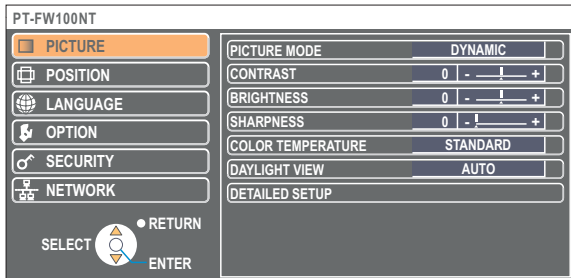 PT-FW100NT
PICTURE
POSITION
LANGUAGE
OPTION
SECURITY
NETWORK
RETURN
SELECT
ENTER
PICTURE MODE DYNAMIC
CONTRAST 0 - +
BRIGHTNESS 0 - +
SHARPNESS 0 - +
COLOR TEMPERATURE STANDARD
DAYLIGHT VIEW AUTO
DETAILED SETUP